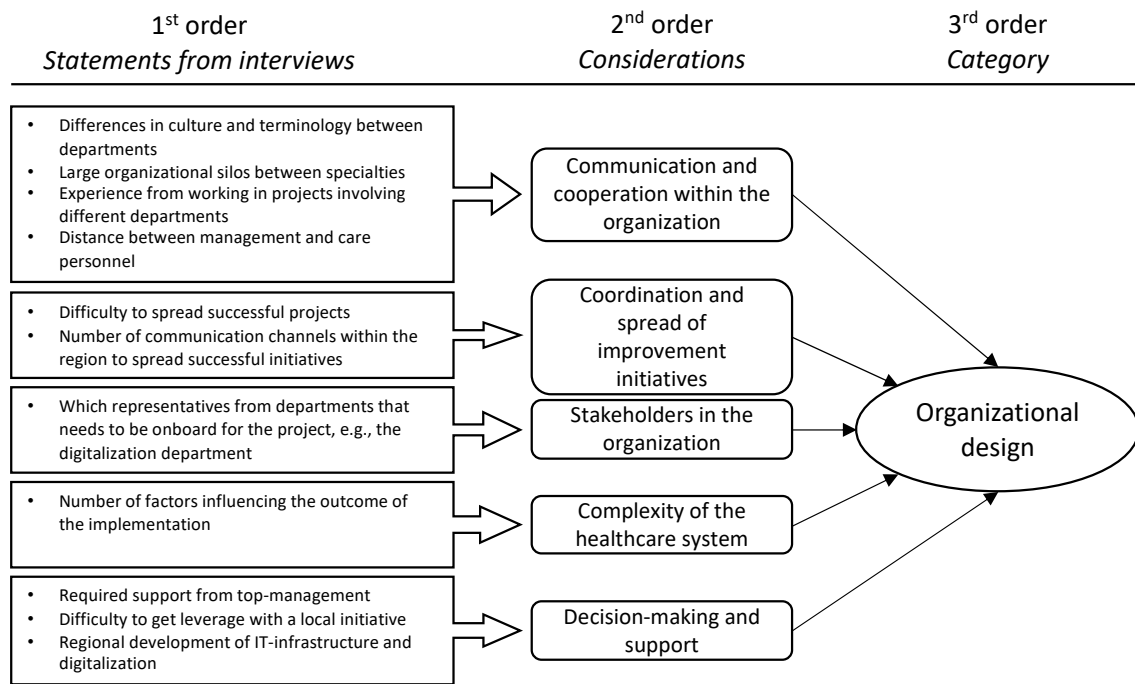 1st order
Statements from interviews
2nd order
Considerations
3rd order
Category
• Differences in culture and terminology between
departments
• Large organizational silos between specialties
• Experience from working in projects involving
different departments
• Distance between management and care
personnel
Communication and
cooperation within the
organization
• Difficulty to spread successful projects
• Number of communication channels within the
region to spread successful initiatives
Coordination and
spread of
improvement
initiatives
• Which representatives from departments that
needs to be onboard for the project, e.g., the
digitalization department
Stakeholders in the
organization
• Number of factors influencing the outcome of
the implementation
Complexity of the
healthcare system
• Required support from top-management
• Difficulty to get leverage with a local initiative
• Regional development of IT-infrastructure and
digitalization
Decision-making and
support
Organizational
design